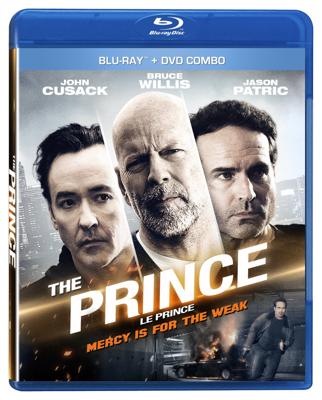 Blu-ray Disc
BLU-RAY™ + DVD COMBO
JOHN CUSACK
BRUCE WILLIS
JASON PATRIC
THE PRINCE
THE PRINCE
LE PRINCE
MERCY IS FOR THE WEAK